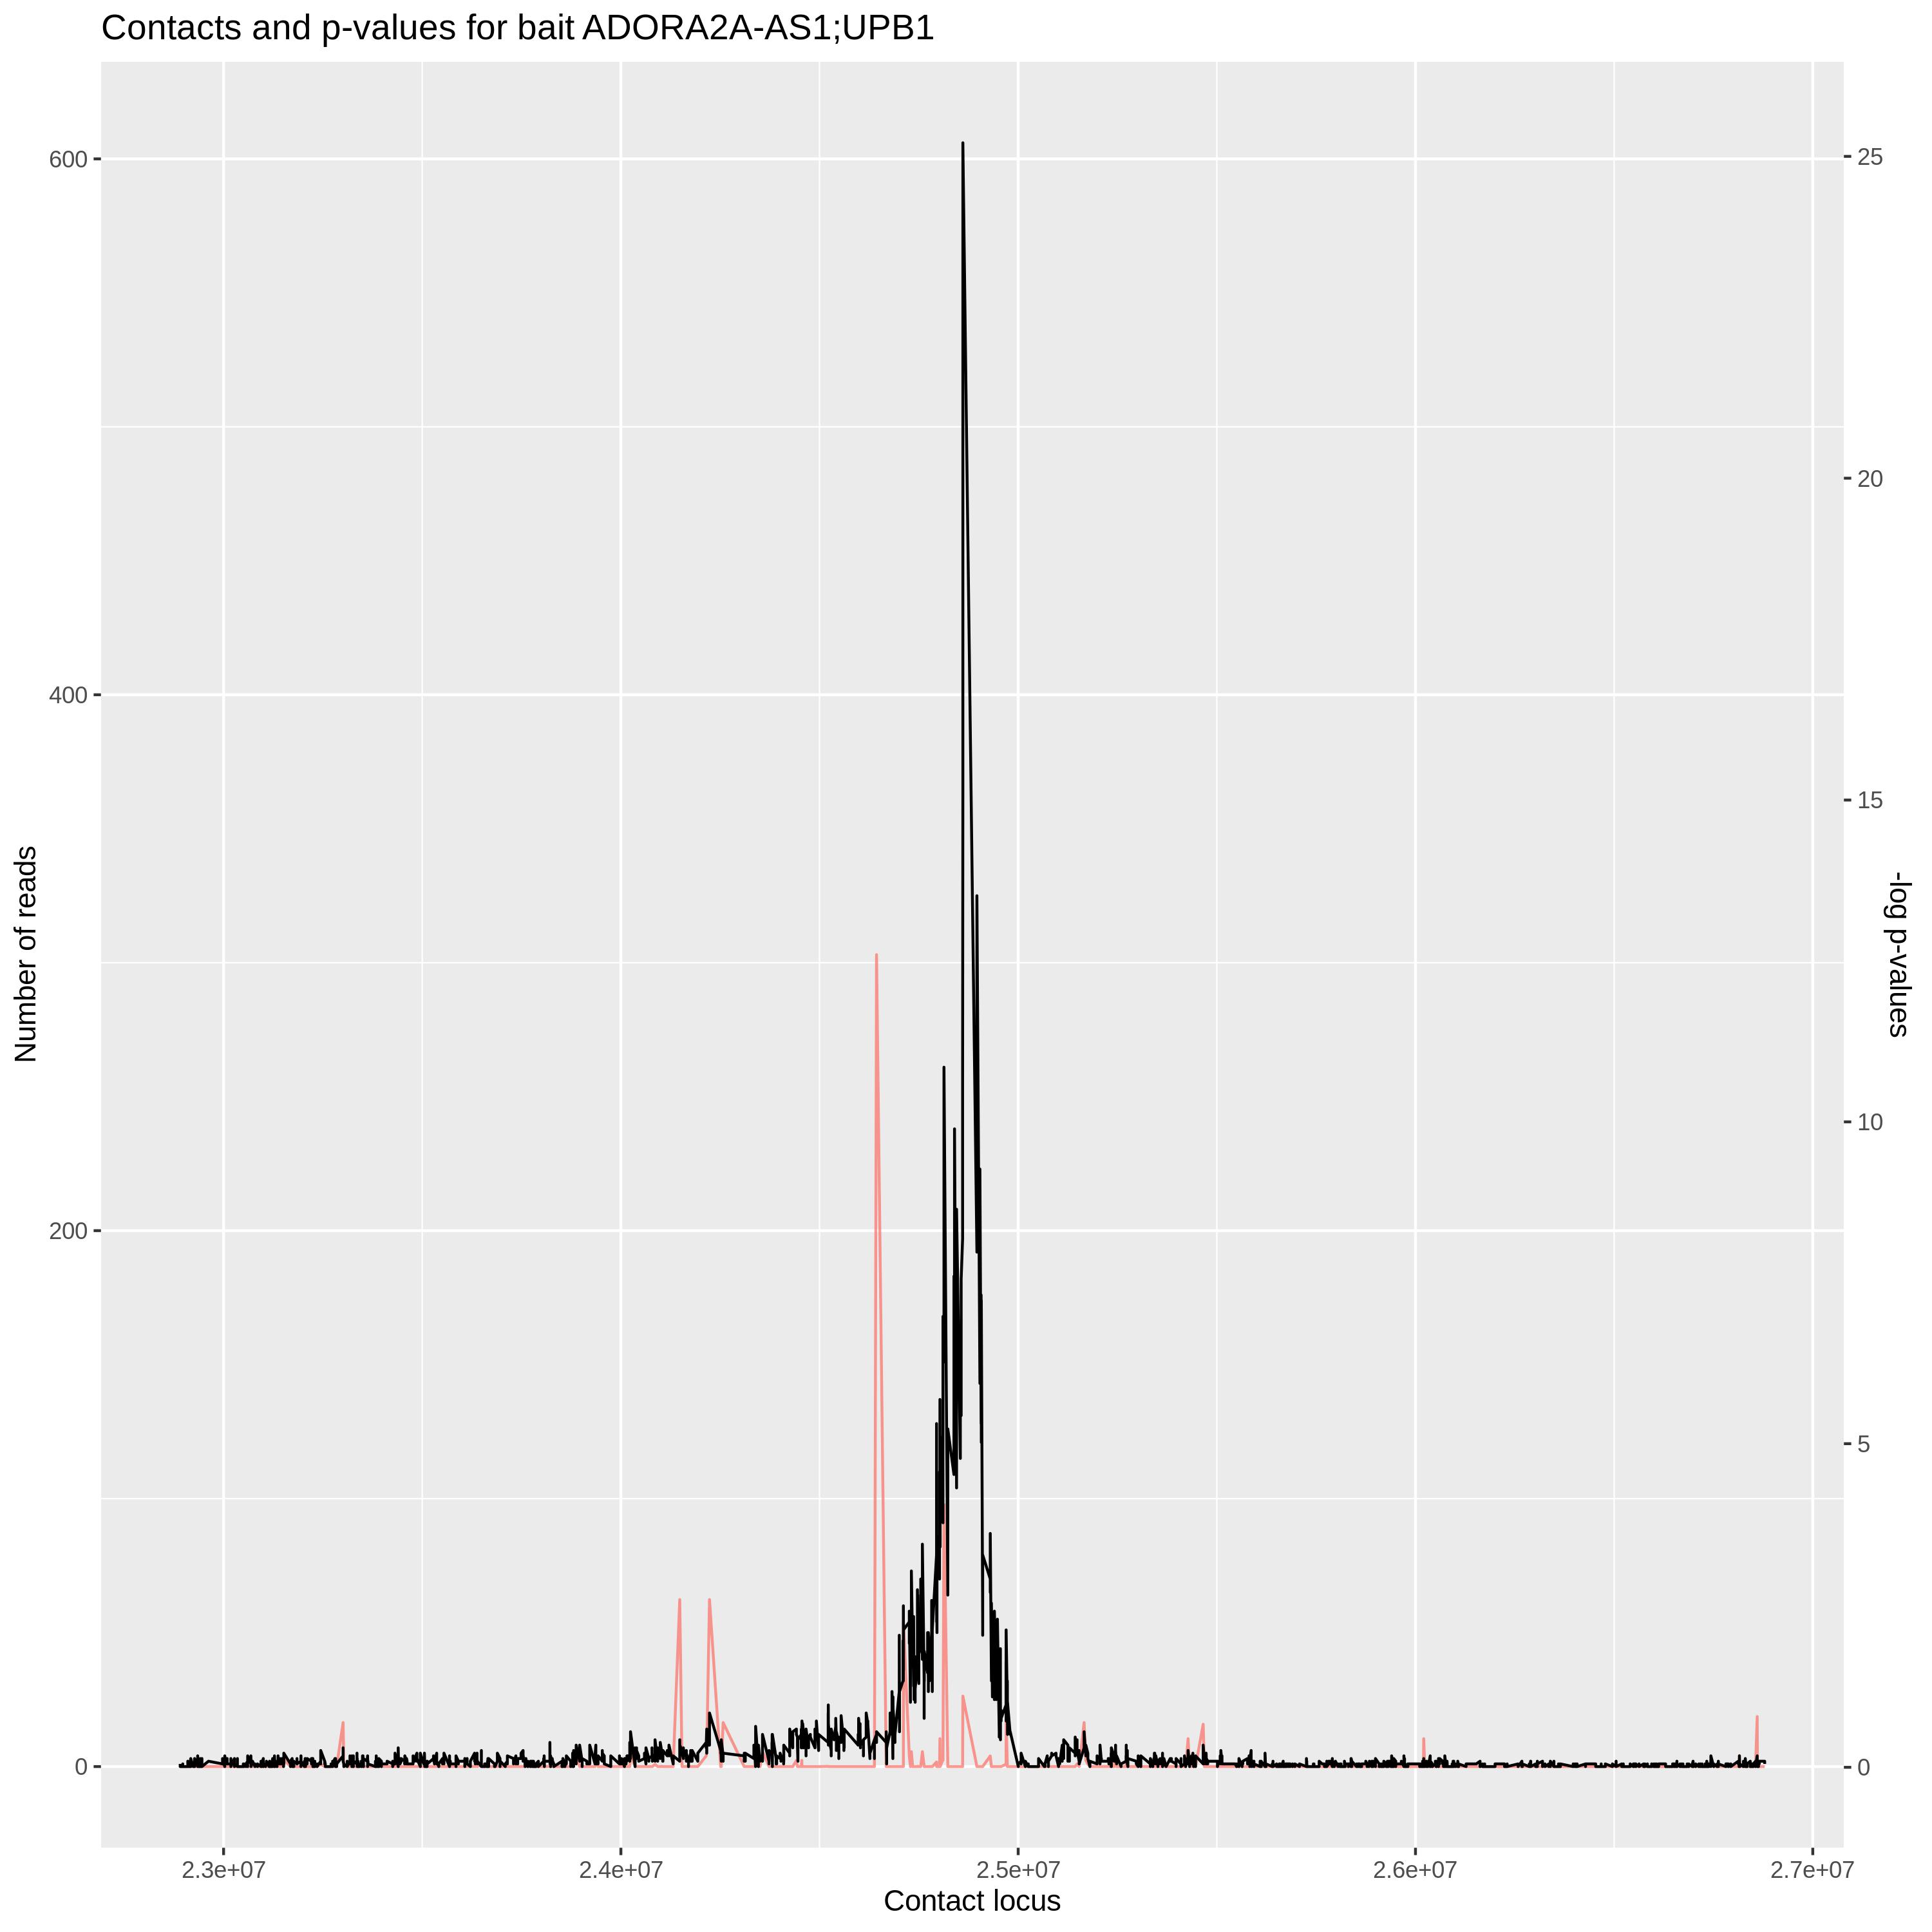 Contacts and p-values for bait ADORA2A-AS1;UPB1
600
400
200
0
Number of reads
25
20
15
10
5
0
-log p-values
2.3e+07
2.4e+07
2.5e+07
2.6e+07
2.7e+07
Contact locus